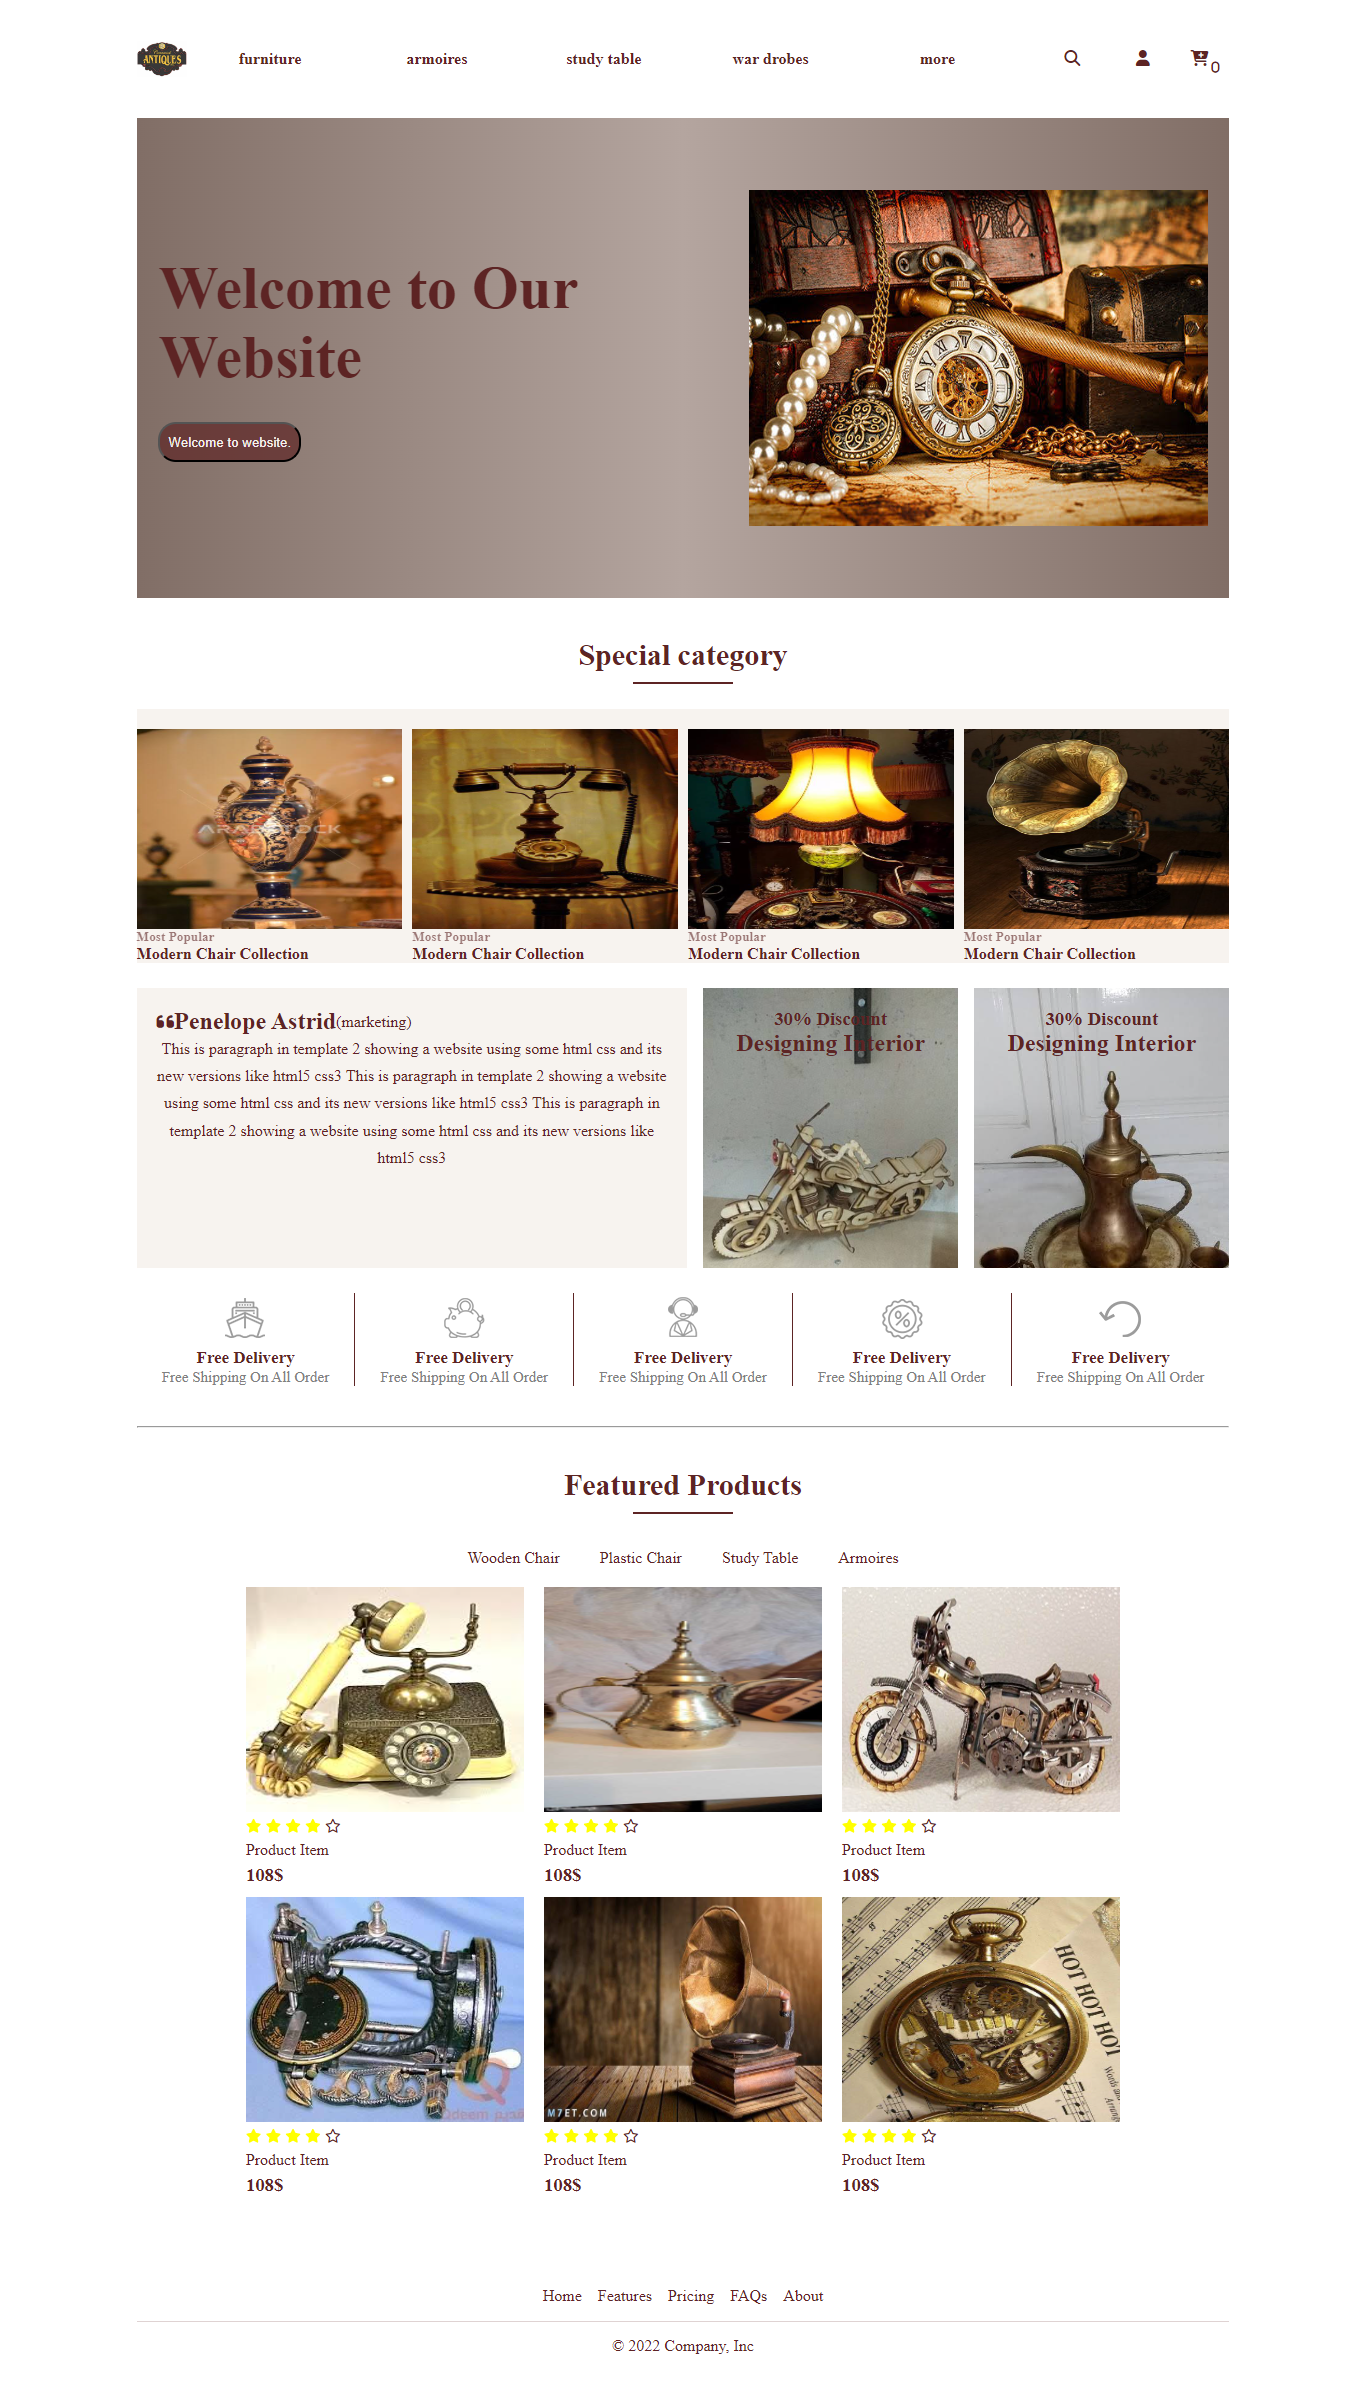 ANTIQUES
furniture armoires study table war drobes more
0
Welcome to Our
Website
Welcome to website.
Special category
ARABSTOCK
Most Popular
Modern Chair Collection
Most Popular
Modern Chair Collection
Most Popular
Modern Chair Collection
Most Popular
Modern Chair Collection
Penelope Astrid(marketing)
This is paragraph in template 2 showing a website using some html css and its
new versions like html5 css3 This is paragraph in template 2 showing a website
using some html css and its new versions like html5 css3 This is paragraph in
template 2 showing a website using some html css and its new versions like
html5 css3
30% Discount
Designing Interior
30% Discount
Designing Interior
Free Delivery
Free Shipping On All Order
Free Delivery
Free Shipping On All Order
Free Delivery
Free Shipping On All Order
Free Delivery
Free Shipping On All Order
Free Delivery
Free Shipping On All Order
Featured Products
Wooden Chair Plastic Chair Study Table Armoires
Product Item
108$
Product Item
108$
Product Item
108$
HOT HOT HOT
M7ET.COM
Product Item
108$
Product Item
108$
Product Item
108$
Home Features Pricing FAQs About
© 2022 Company, Inc